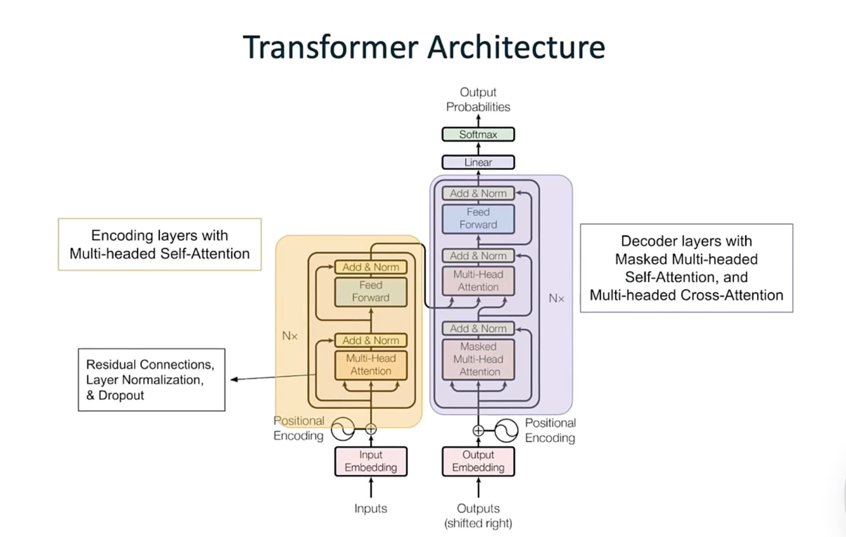 Transformer Architecture
Output
Probabilities
Softmax
Linear
Add & Norm
Feed
Forward
Add & Norm
Multi-Head
Attention
Add & Norm
Masked
Multi-Head
Attention
Nx
Positional
Encoding
Output
Embedding
Outputs
(shifted right)
Encoding layers with
Multi-headed Self-Attention
Add & Norm
Feed
Forward
Add & Norm
Multi-Head
Attention
Nx
Positional
Encoding
Input
Embedding
Inputs
Residual Connections,
Layer Normalization,
& Dropout
Decoder layers with
Masked Multi-headed
Self-Attention, and
Multi-headed Cross-Attention